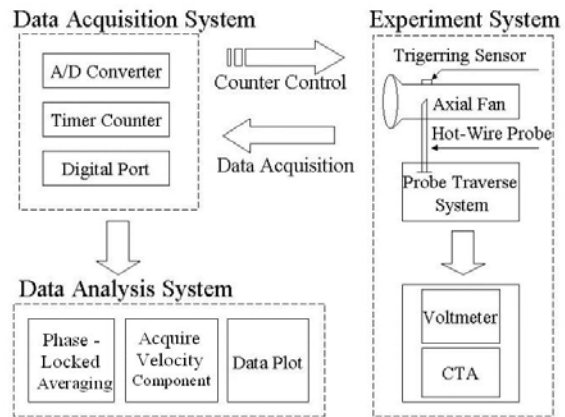 Data Acquisition System
A/D Converter
Timer Counter
Digital Port
Counter Control
Data Acquisition
Experiment System
Trigerring Sensor
Axial Fan
Hot-Wire Probe
Probe Traverse
System
Voltmeter
CTA
Data Analysis System
Phase -
Locked
Averaging
Acquire
Velocity
Component
Data Plot